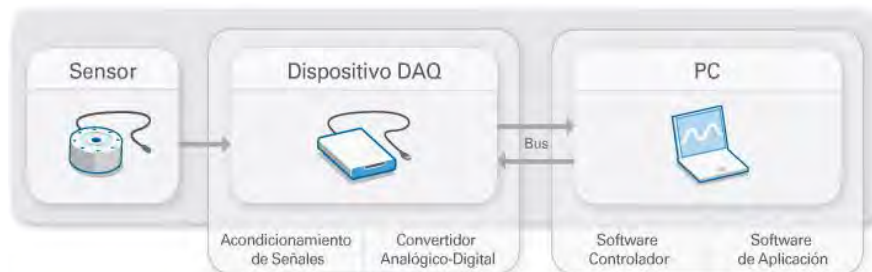 Sensor
Dispositivo DAQ
PC
Bus
Acondicionamiento
de Señales
Convertidor
Analógico-Digital
Software
Controlador
Software
de Aplicación